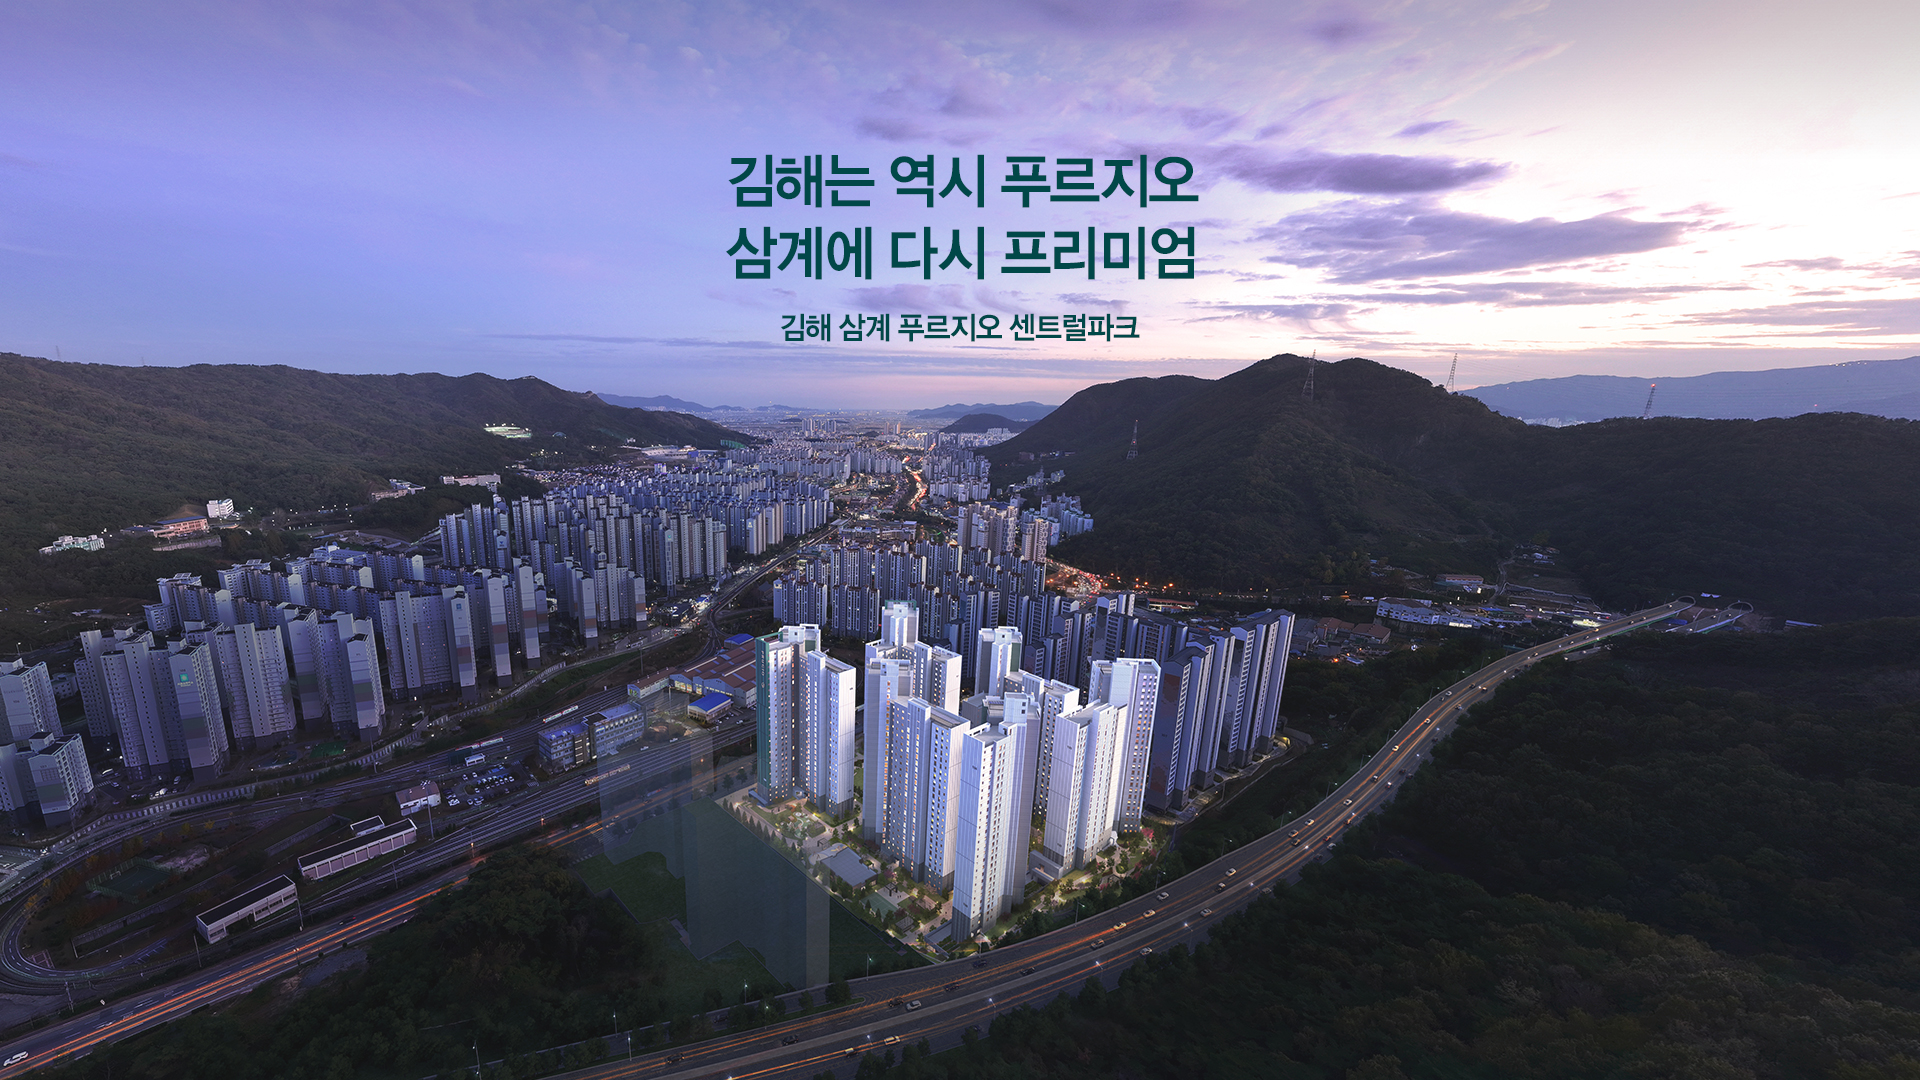 김해는 역시 푸르지오
삼계에 다시 프리미엄
김해 삼계 푸르지오 센트럴파크